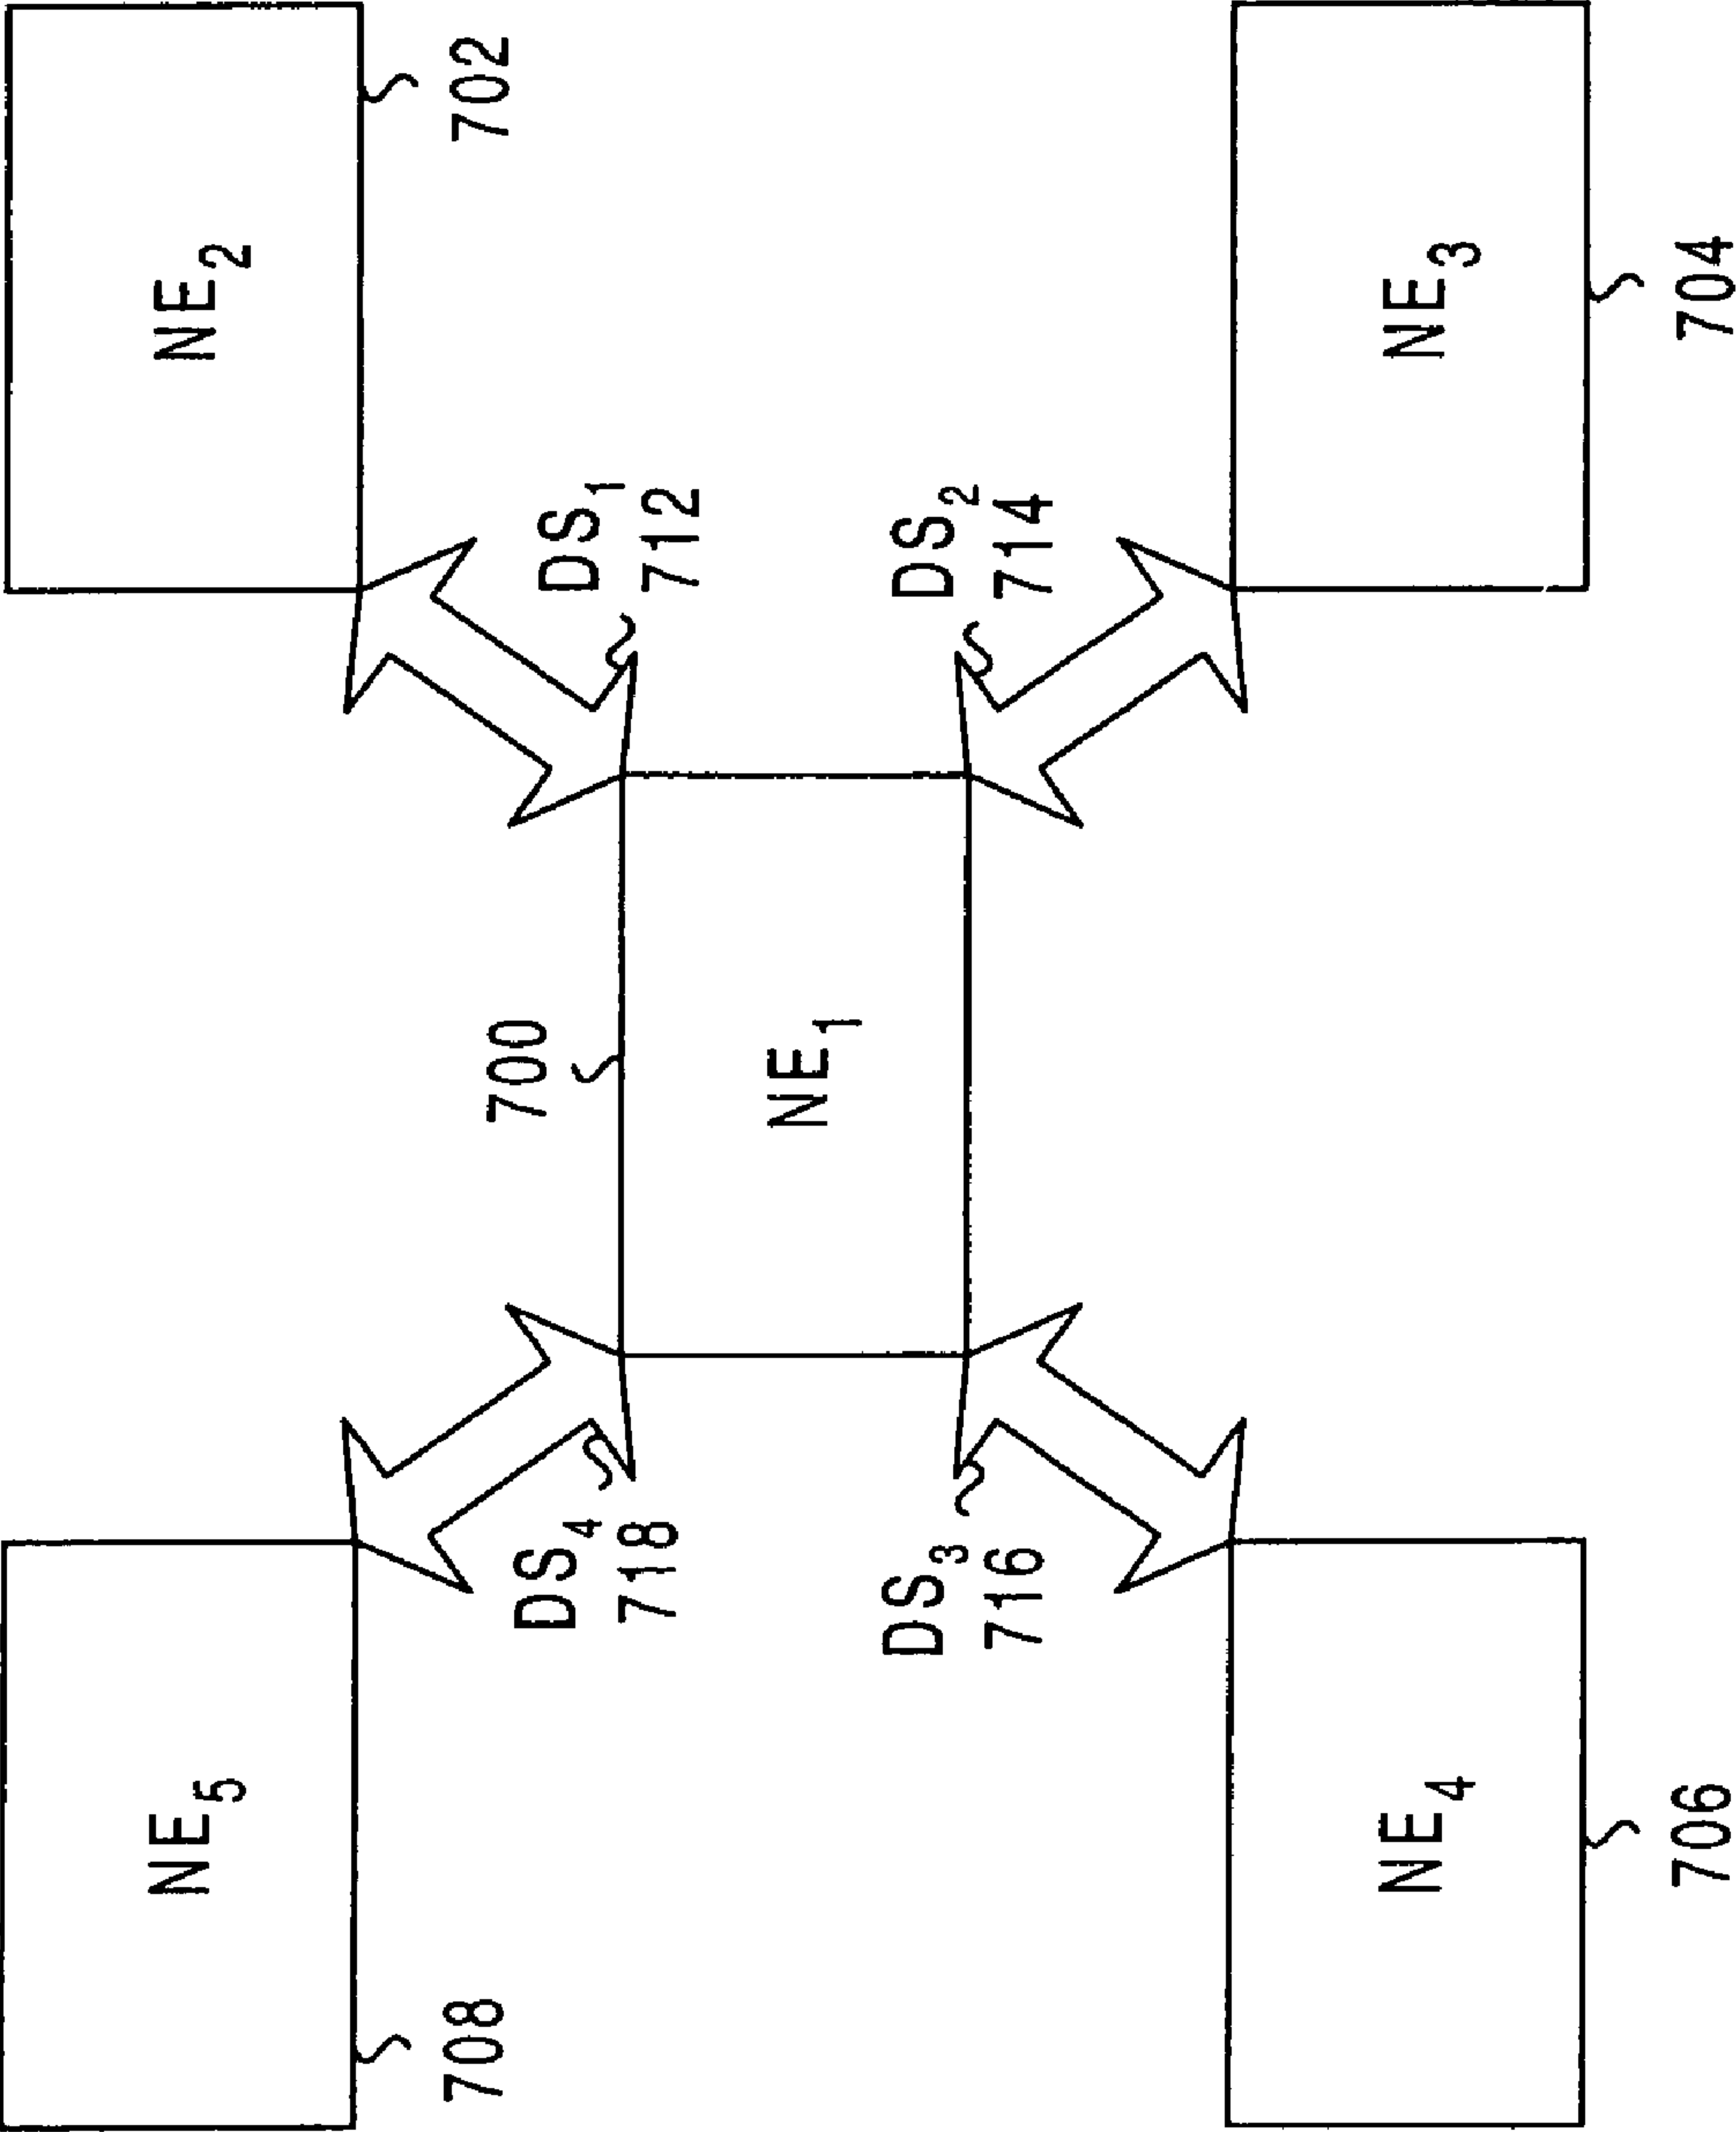 NE₅
NE₂
708
700
702
DS₄
718
DS₁
712
NE₁
DS₃
716
DS₂
714
NE₄
NE₃
706
704